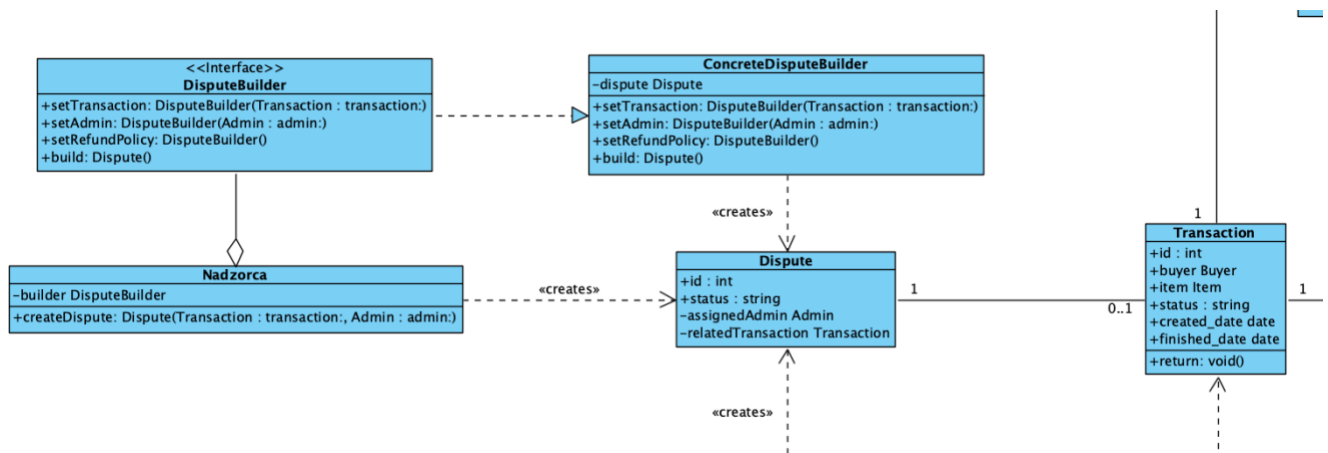 <<Interface>>
DisputeBuilder
+setTransaction: DisputeBuilder(Transaction : transaction:)
+setAdmin: DisputeBuilder(Admin : admin:)
+setRefundPolicy: DisputeBuilder()
+build: Dispute()
ConcreteDisputeBuilder
-dispute Dispute
+setTransaction: DisputeBuilder(Transaction : transaction:)
+setAdmin: DisputeBuilder(Admin : admin:)
+setRefundPolicy: DisputeBuilder()
+build: Dispute()
«creates»
Nadzorca
-builder DisputeBuilder
+createDispute: Dispute(Transaction : transaction:, Admin : admin:)
«creates»
Dispute
+id : int
+status : string
-assignedAdmin Admin
-relatedTransaction Transaction
1
0..1
1
Transaction
+id : int
+buyer Buyer
+item Item
+status : string
+created_date date
+finished_date date
+return: void()
1
«creates»